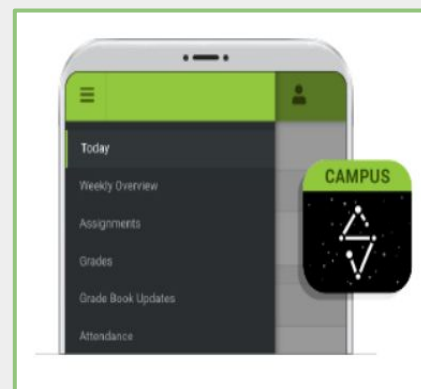 Today
CAMPUS
Weekly Overview
Assignments
Grades
Grade Book Updates
Attendance